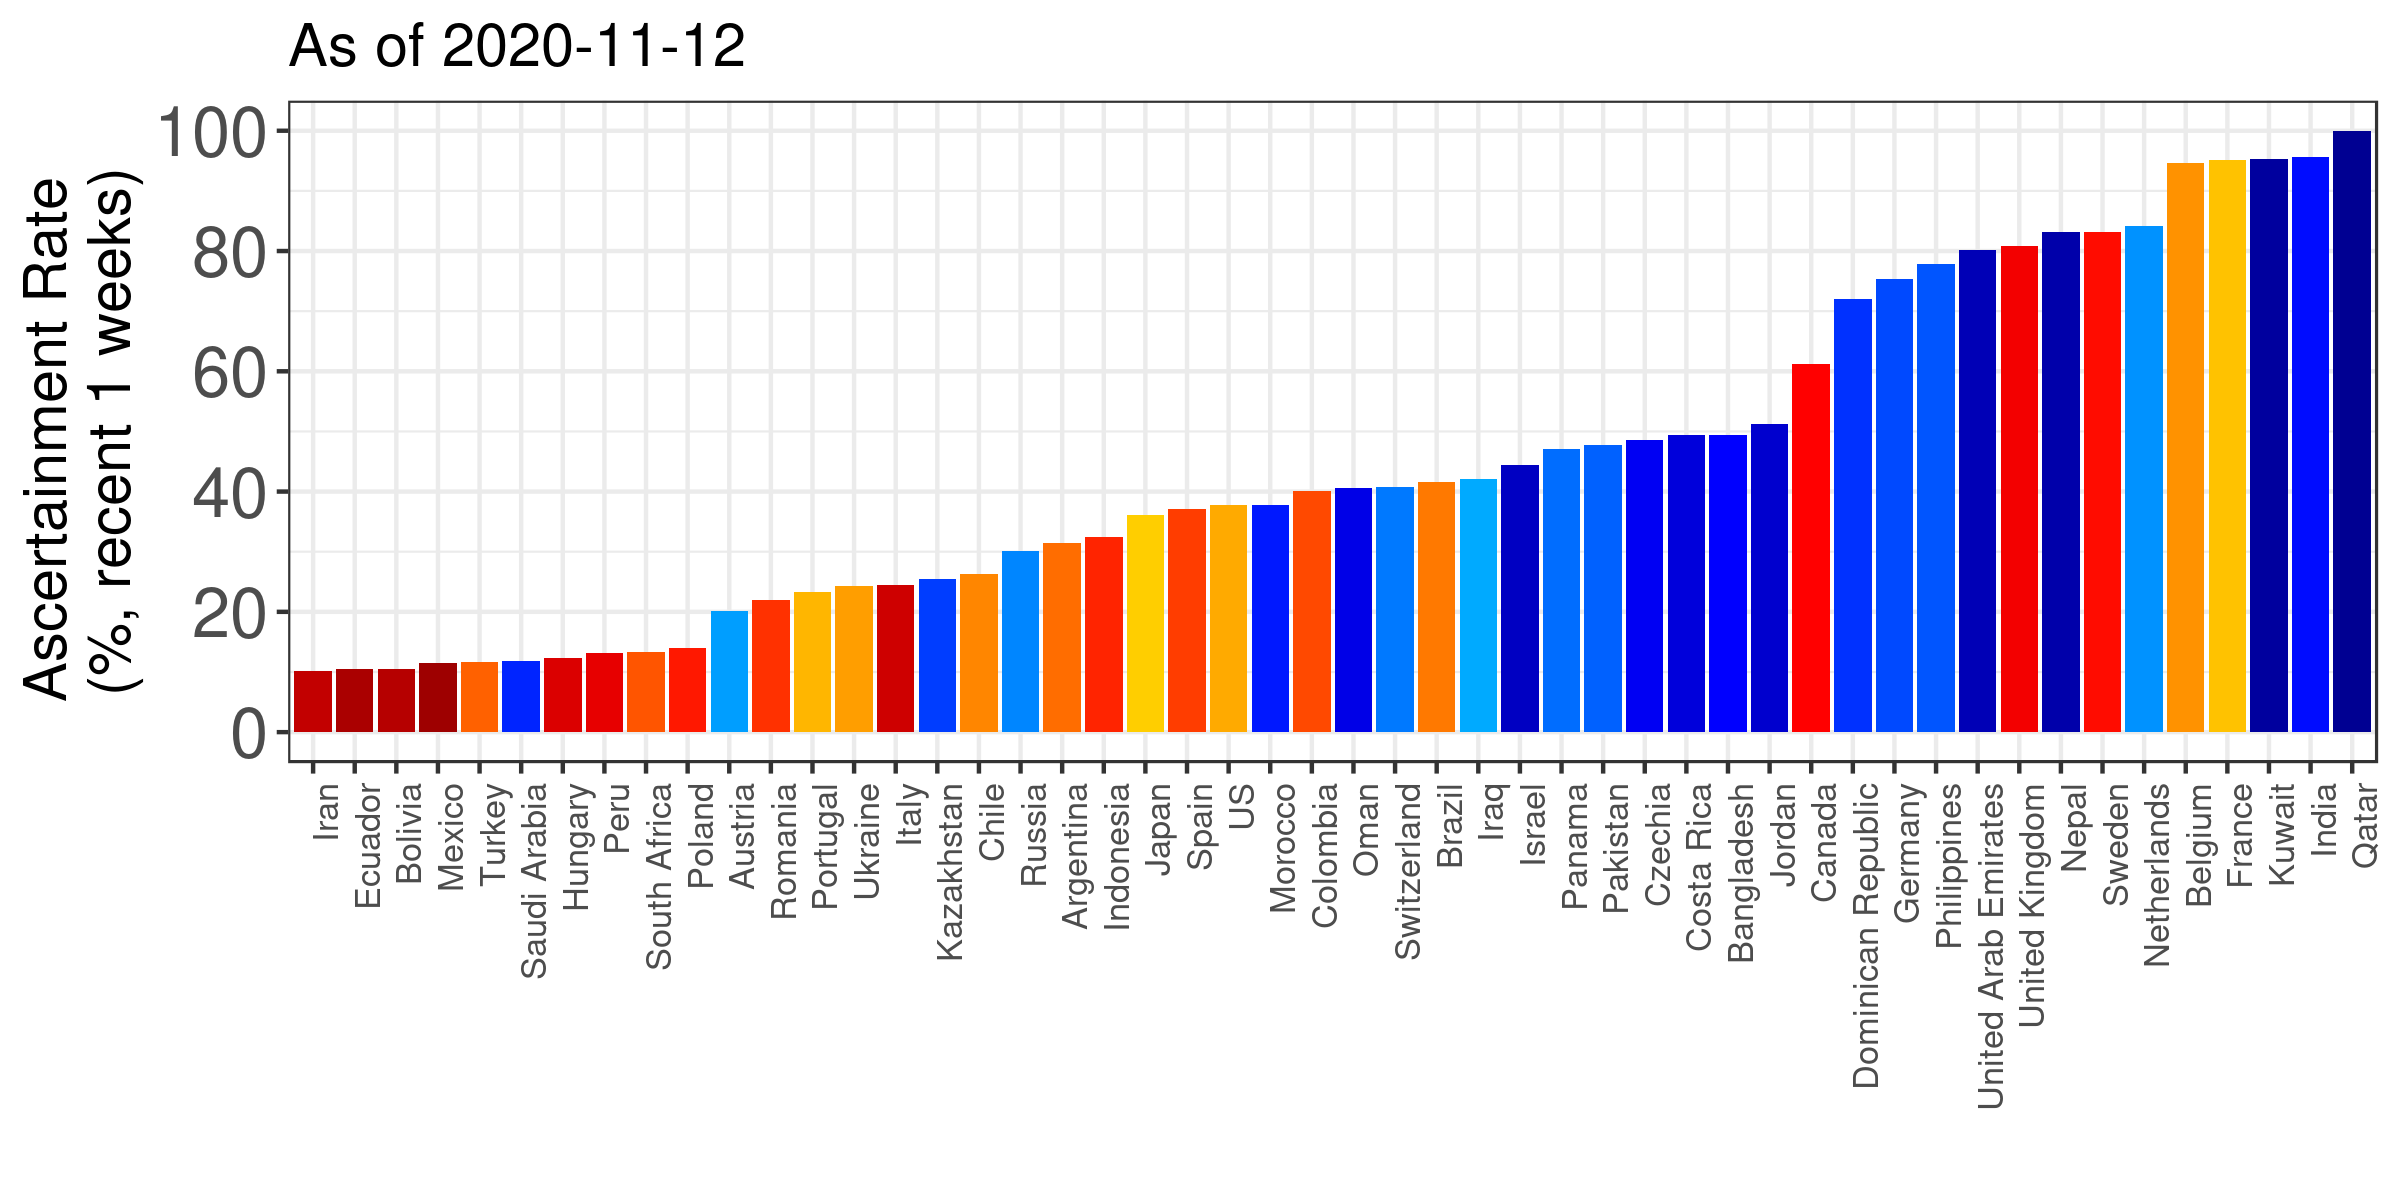 As of 2020-11-12
Ascertainment Rate
(%, recent 1 weeks)
100
80
60
40
20
0
Iran
Ecuador
Bolivia
Mexico
Turkey
Saudi Arabia
Hungary
Peru
South Africa
Poland
Austria
Romania
Portugal
Ukraine
Italy
Kazakhstan
Chile
Russia
Argentina
Indonesia
Japan
Spain
US
Morocco
Colombia
Oman
Switzerland
Brazil
Iraq
Israel
Panama
Pakistan
Czechia
Costa Rica
Bangladesh
Jordan
Canada
Dominican Republic
Germany
Philippines
United Arab Emirates
United Kingdom
Nepal
Sweden
Netherlands
Belgium
France
Kuwait
India
Qatar